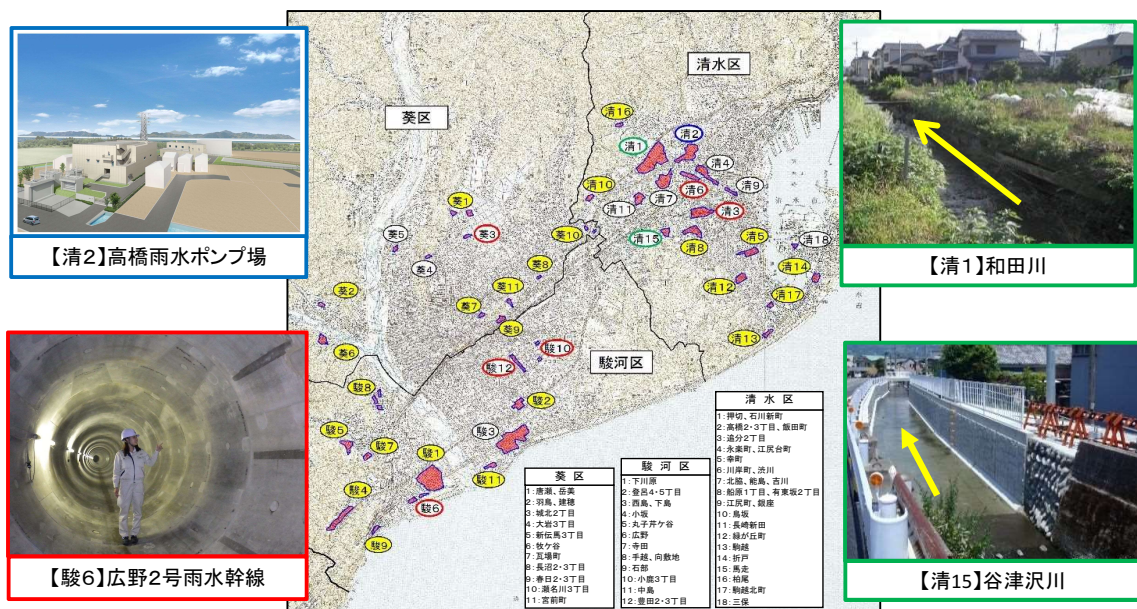 【清2】高橋雨水ポンプ場
【駿6】広野2号雨水幹線
【清1】和田川
【清15】谷津沢川
葵区
清水区
駿河区
清16
清2
清1
清4
清10
清6
清9
清11
清7
清3
清15
清8
清5
清18
清12
清14
清17
清13
葵1
葵5
葵3
葵10
葵4
葵8
葵2
葵11
葵7
葵9
葵6
駿10
駿12
駿8
駿2
駿5
駿3
駿7
駿1
駿11
駿4
駿6
駿9
葵区
1:唐瀬、岳美
2:羽鳥、建穂
3:城北2丁目
4:大岩3丁目
5:新伝馬3丁目
6:牧ケ谷
7:瓦場町
8:長沼2・3丁目
9:春日2・3丁目
10:瀬名川3丁目
11:宮前町
駿河区
1:下川原
2:登呂4・5丁目
3:西島、下島
4:小坂
5:丸子芹ケ谷
6:広野
7:寺田
8:手越、向敷地
9:石部
10:小鹿3丁目
11:中島
12:豊田2・3丁目
清水区
1:押切、石川新町
2:高橋2・3丁目、飯田町
3:追分2丁目
4:永楽町、江尻台町
5:幸町
6:川岸町、渋川
7:北脇、能島、吉川
8:船原1丁目、有東坂2丁目
9:江尻町、銀座
10:鳥坂
11:長崎新田
12:緑が丘町
13:駒越
14:折戸
15:馬走
16:柏尾
17:駒越北町
18:三保